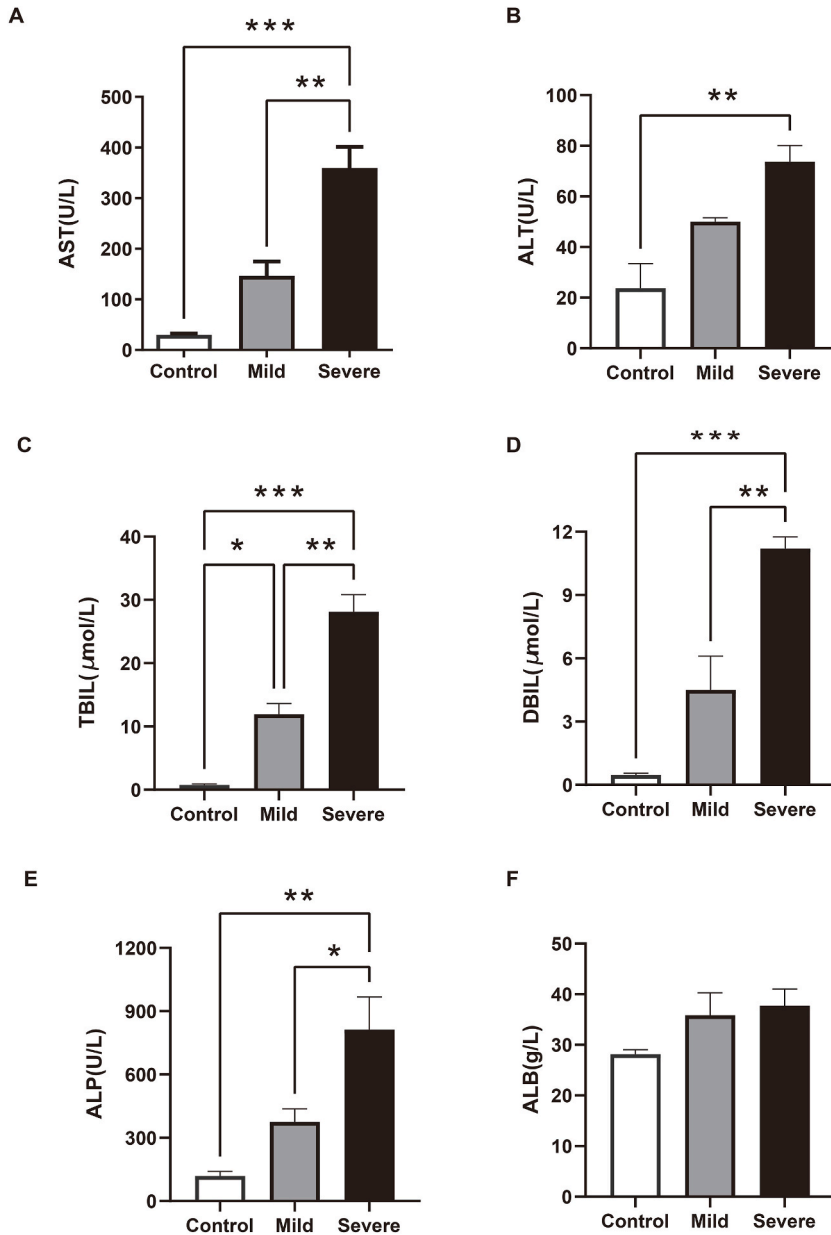 A
***
**
500
400
300
200
100
0
AST(U/L)
Control Mild Severe
B
**
100
80
60
40
20
0
ALT(U/L)
Control Mild Severe
C
***
* **
40
30
20
10
0
TBIL(μmol/L)
Control Mild Severe
D
***
**
12
9
6
3
0
DBIL(μmol/L)
Control Mild Severe
E
**
*
1200
900
600
300
0
ALP(U/L)
Control Mild Severe
F
50
40
30
20
10
0
ALB(g/L)
Control Mild Severe